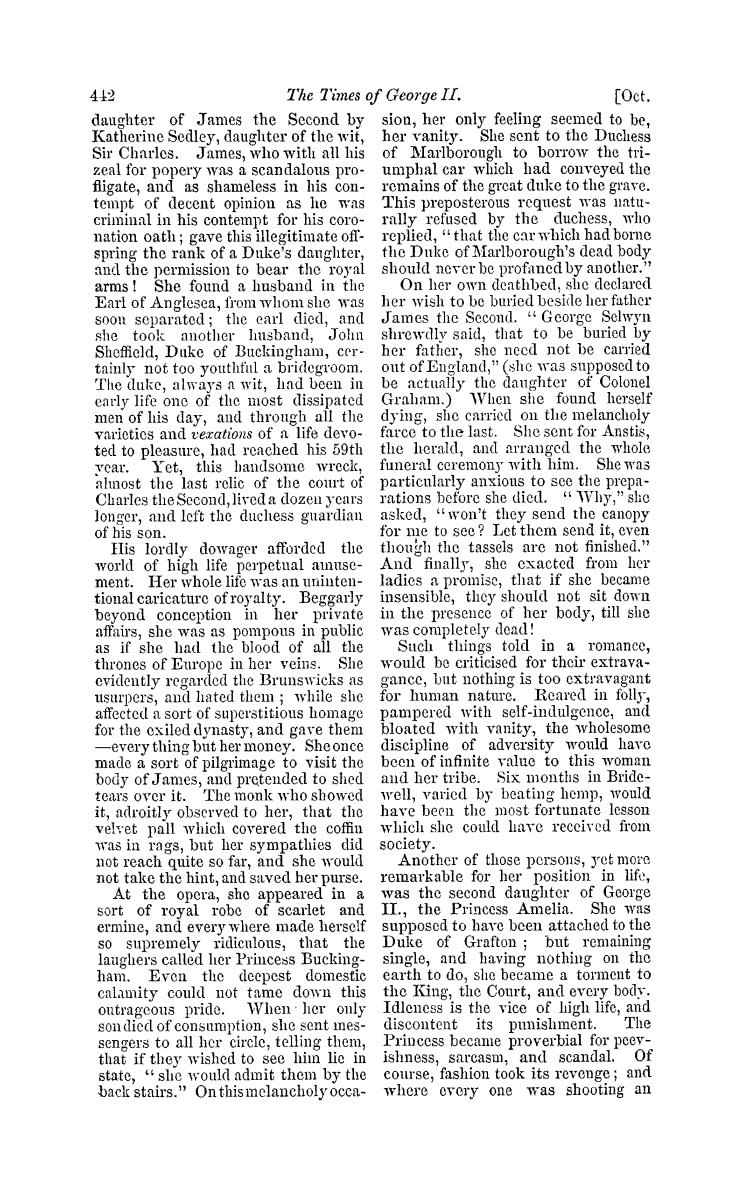 442 The Times of George II. [Oct.
daughter of James the Second by
Katherine Sedley, daughter of the wit,
Sir Charles. James, who with all his
zeal for popery was a scandalous pro-
fligate, and as shameless in his con-
tempt of decent opinion as he was
criminal in his contempt for his coro-
nation oath; gave this illegitimate off-
spring the rank of a Duke's daughter,
and the permission to bear the royal
arms! She found a husband in the
Earl of Anglesea, from whom she was
soon separated; the earl died, and
she took another husband, John
Sheffield, Duke of Buckingham, cer-
tainly not too youthful a bridegroom.
The duke, always a wit, had been in
early life one of the most dissipated
men of his day, and through all the
varieties and vexations of a life devo-
ted to pleasure, had reached his 59th
year. Yet, this handsome wreck,
almost the last relic of the court of
Charles the Second, lived a dozen years
longer, and left the duchess guardian
of his son.
His lordly dowager afforded the
world of high life perpetual amuse-
ment. Her whole life was an uninten-
tional caricature of royalty. Beggarly
beyond conception in her private
affairs, she was as pompous in public
as if she had the blood of all the
thrones of Europe in her veins. She
evidently regarded the Brunswicks as
usurpers, and hated them; while she
affected a sort of superstitious homage
for the exiled dynasty, and gave them
—every thing but her money. She once
made a sort of pilgrimage to visit the
body of James, and pretended to shed
tears over it. The monk who showed
it, adroitly observed to her, that the
velvet pall which covered the coffin
was in rags, but her sympathies did
not reach quite so far, and she would
not take the hint, and saved her purse.
At the opera, she appeared in a
sort of royal robe of scarlet and
ermine, and every where made herself
so supremely ridiculous, that the
laughers called her Princess Bucking-
ham. Even the deepest domestic
calamity could not tame down this
outrageous pride. When her only
son died of consumption, she sent mes-
sengers to all her circle, telling them,
that if they wished to see him lie in
state, "she would admit them by the
back stairs." On this melancholy occa-
sion, her only feeling seemed to be,
her vanity. She sent to the Duchess
of Marlborough to borrow the tri-
umphal car which had conveyed the
remains of the great duke to the grave.
This preposterous request was natu-
rally refused by the duchess, who
replied, "that the car which had borne
the Duke of Marlborough's dead body
should never be profaned by another."
On her own deathbed, she declared
her wish to be buried beside her father
James the Second. "George Selwyn
shrewdly said, that to be buried by
her father, she need not be carried
out of England," (she was supposed to
be actually the daughter of Colonel
Graham.) When she found herself
dying, she carried on the melancholy
farce to the last. She sent for Anstis,
the herald, and arranged the whole
funeral ceremony with him. She was
particularly anxious to see the prepa-
rations before she died. "Why," she
asked, "won't they send the canopy
for me to see? Let them send it, even
though the tassels are not finished."
And finally, she exacted from her
ladies a promise, that if she became
insensible, they should not sit down
in the presence of her body, till she
was completely dead!
Such things told in a romance,
would be criticised for their extrava-
gance, but nothing is too extravagant
for human nature. Reared in folly,
pampered with self-indulgence, and
bloated with vanity, the wholesome
discipline of adversity would have
been of infinite value to this woman
and her tribe. Six months in Bride-
well, varied by beating hemp, would
have been the most fortunate lesson
which she could have received from
society.
Another of those persons, yet more
remarkable for her position in life,
was the second daughter of George
II., the Princess Amelia. She was
supposed to have been attached to the
Duke of Grafton; but remaining
single, and having nothing on the
earth to do, she became a torment to
the King, the Court, and every body.
Idleness is the vice of high life, and
discontent its punishment. The
Princess became proverbial for peev-
ishness, sarcasm, and scandal. Of
course, fashion took its revenge; and
where every one was shooting an